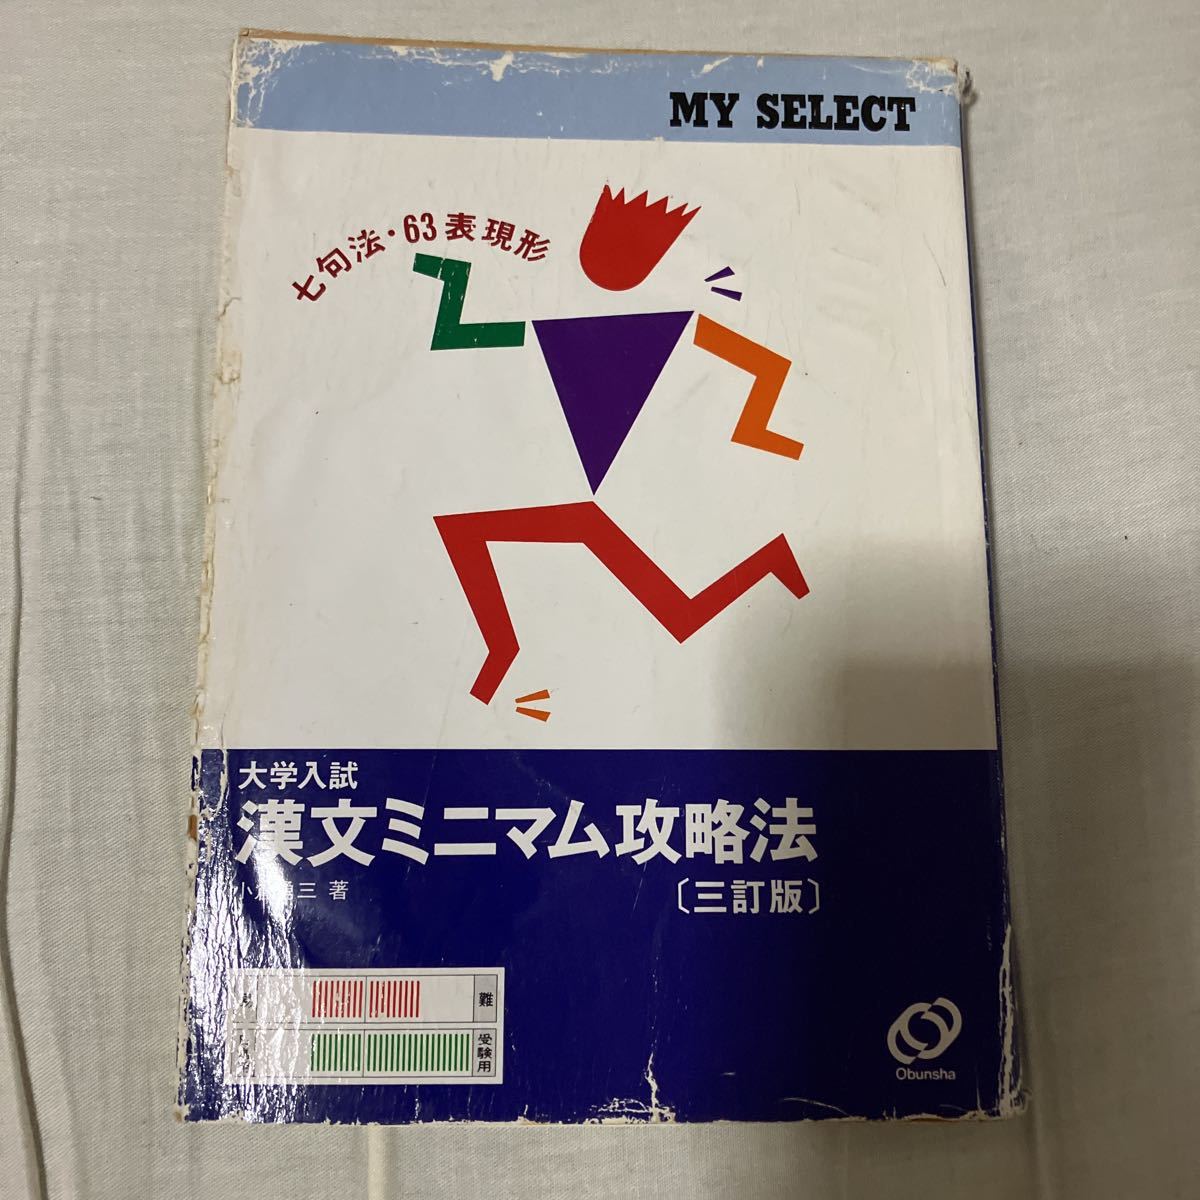 MY SELECT
七句法・63表現形
大学入試
漢文ミニマム攻略法
三 著
〔三訂版〕
難
受験用
Obunsha